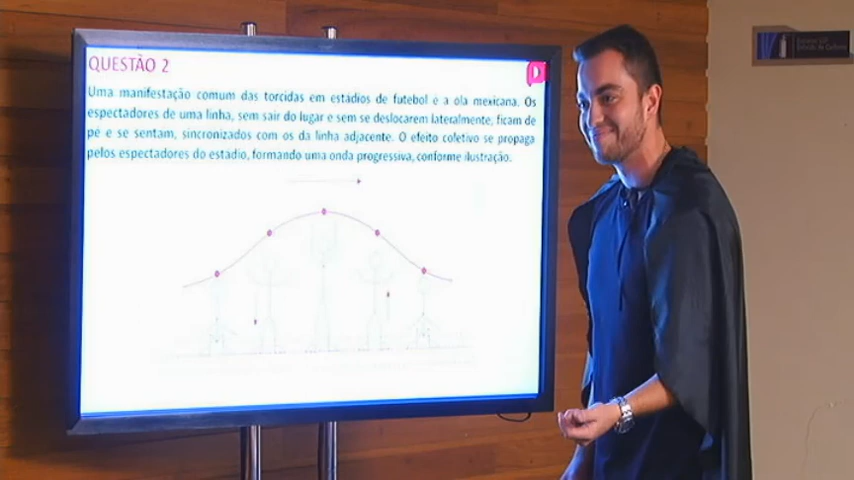 QUESTÃO 2
Uma manifestação comum das torcidas em estádios de futebol é a ola mexicana. Os
espectadores de uma linha, sem sair do lugar e sem se deslocarem lateralmente, ficam de
pé e se sentam, sincronizados com os da linha adjacente. O efeito coletivo se propaga
pelos espectadores do estádio, formando uma onda progressiva, conforme ilustração.